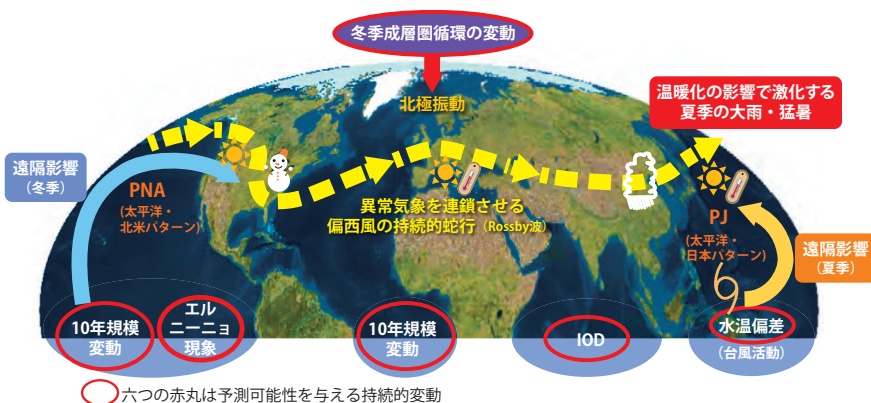 冬季成層圏循環の変動
北極振動
温暖化の影響で激化する
夏季の大雨・猛暑
遠隔影響
（冬季）
PNA
(太平洋・
北米パターン)
異常気象を連鎖させる
偏西風の持続的蛇行（Rossby波）
PJ
(太平洋・
日本パターン)
遠隔影響
（夏季）
10年規模
変動
エル
ニーニョ
現象
10年規模
変動
IOD
水温偏差
（台風活動）
六つの赤丸は予測可能性を与える持続的変動